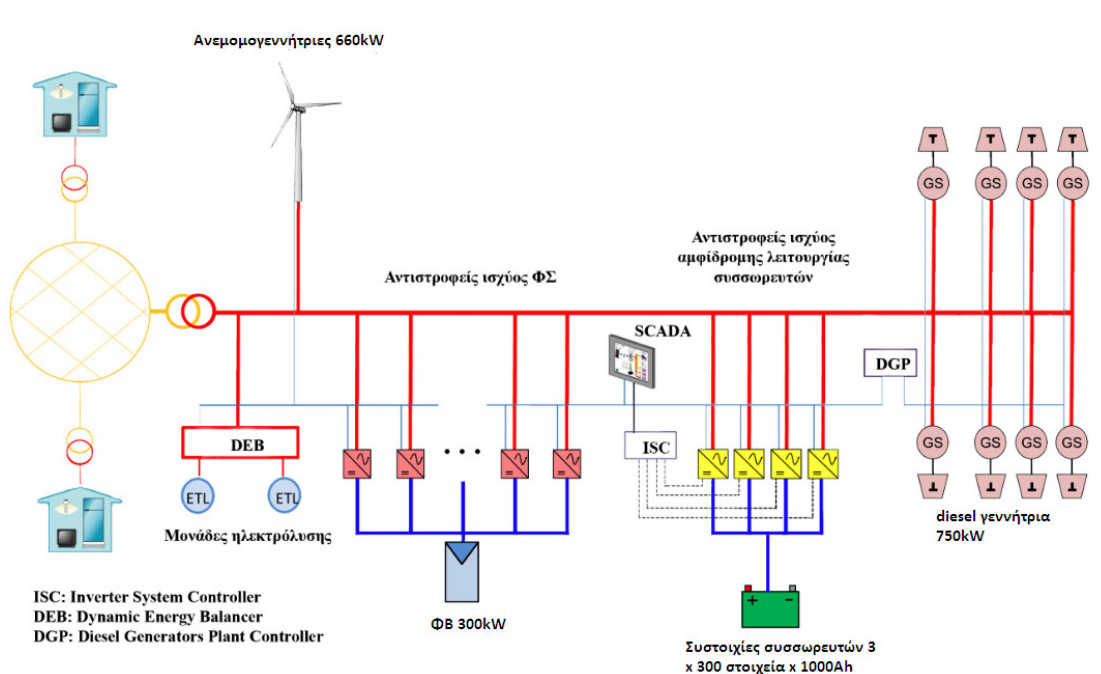 Ανεμομογεννήτριες 660kW
Αντιστροφείς ισχύος ΦΣ
Αντιστροφείς ισχύος
αμφίδρομης λειτουργίας
συσσωρευτών
T
T
T
T
GS
GS
GS
GS
SCADA
DGP
DEB
ISC
ETL
ETL
Μονάδες ηλεκτρόλυσης
GS
GS
GS
GS
T
T
T
T
diesel γεννήτρια
750kW
ISC: Inverter System Controller
DEB: Dynamic Energy Balancer
DGP: Diesel Generators Plant Controller
ΦΒ 300kW
+ −
Συστοιχίες συσσωρευτών 3
x 300 στοιχεία x 1000Ah